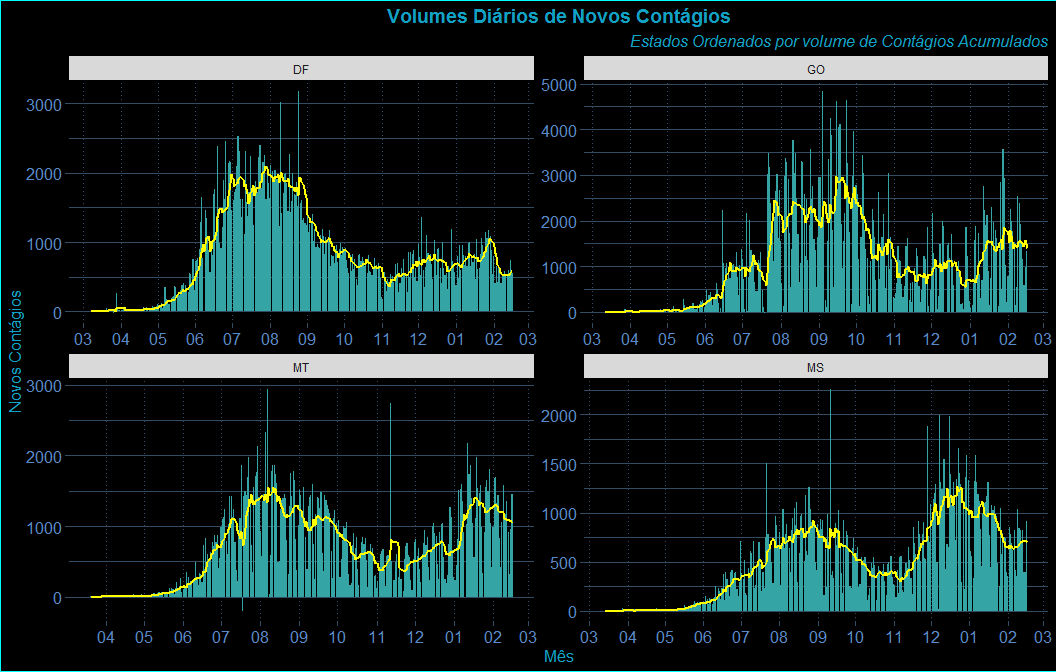 Volumes Diários de Novos Contágios
Estados Ordenados por volume de Contágios Acumulados
DF
GO
3000
2000
1000
0
03 04 05 06 07 08 09 10 11 12 01 02 03
5000
4000
3000
2000
1000
0
03 04 05 06 07 08 09 10 11 12 01 02 03
Novos Contágios
MT
MS
3000
2000
1000
0
04 05 06 07 08 09 10 11 12 01 02 03
2000
1500
1000
500
0
03 04 05 06 07 08 09 10 11 12 01 02 03
Mês